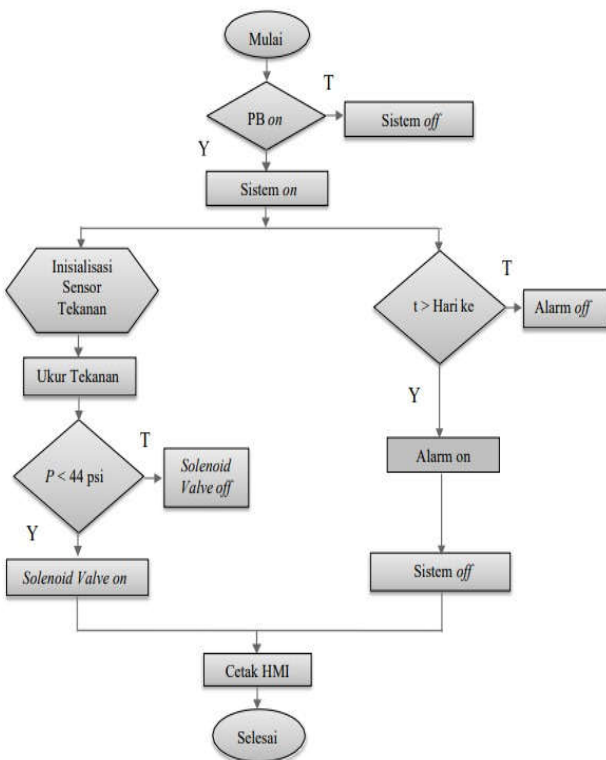 Mulai
T
PB on
Sistem off
Y
Sistem on
Inisialisasi
Sensor
Tekanan
T
t > Hari ke
Alarm off
Ukur Tekanan
Y
T
Alarm on
P < 44 psi
Solenoid
Valve off
Y
Solenoid Valve on
Sistem off
Cetak HMI
Selesai